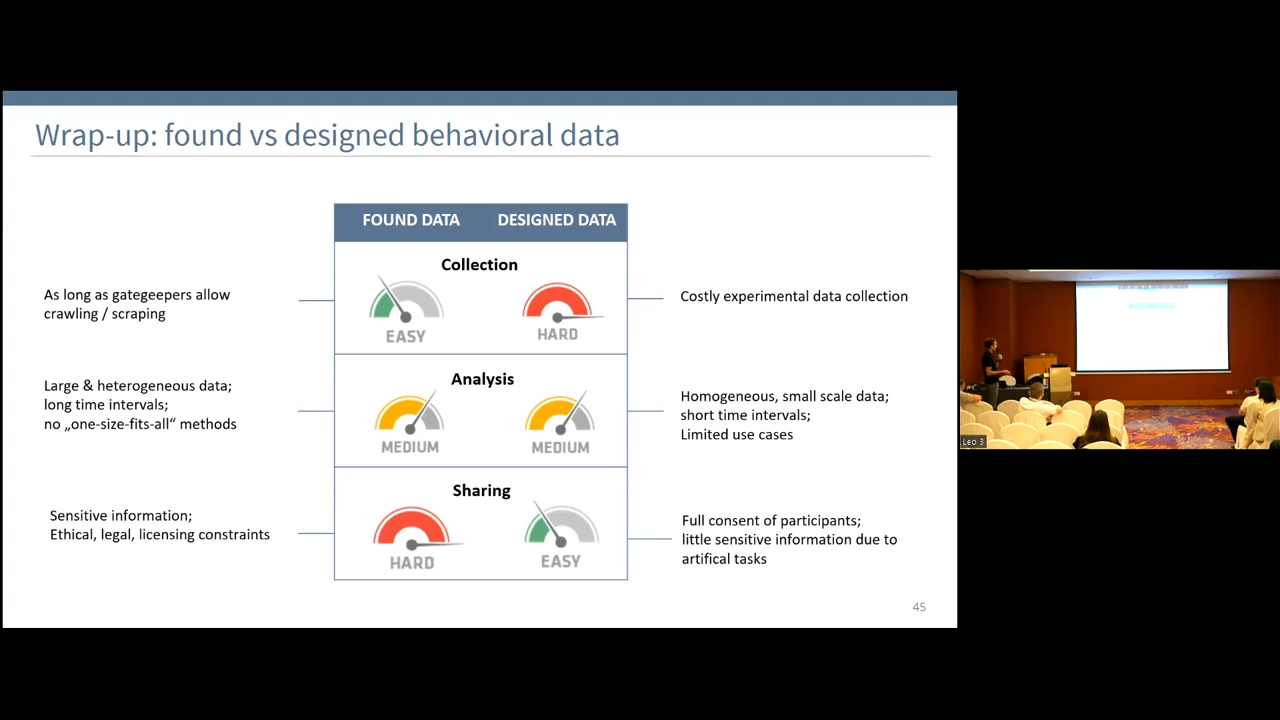 Wrap-up: found vs designed behavioral data
FOUND DATA DESIGNED DATA
Collection
As long as gategeepers allow
crawling / scraping
EASY
HARD
Costly experimental data collection
Analysis
Large & heterogeneous data;
long time intervals;
no „one-size-fits-all“ methods
MEDIUM
MEDIUM
Homogeneous, small scale data;
short time intervals;
Limited use cases
Sharing
Sensitive information;
Ethical, legal, licensing constraints
HARD
EASY
Full consent of participants;
little sensitive information due to
artifical tasks
45
Leo 3